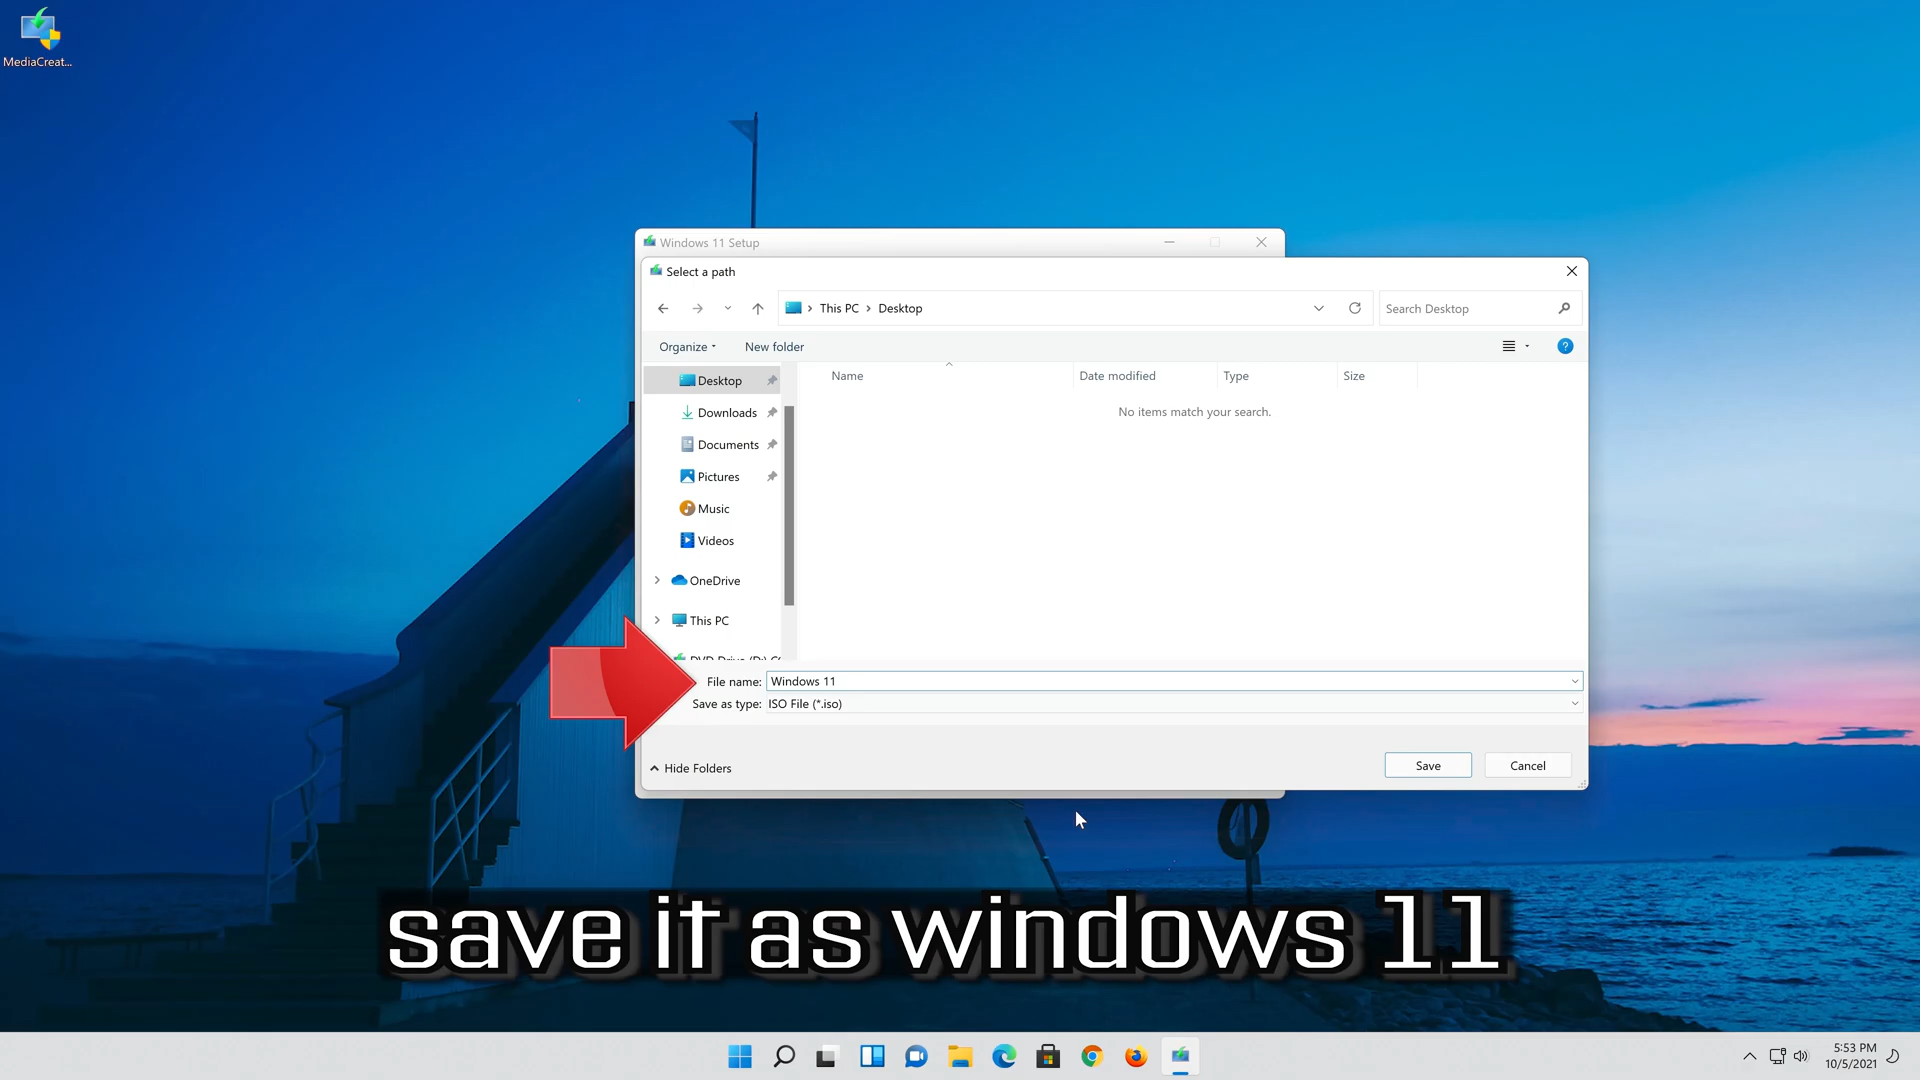 MediaCreat...
Windows 11 Setup
Select a path
This PC
Desktop
Search Desktop
Organize
New folder
Name
Date modified
Type
Size
No items match your search.
Desktop
Downloads
Documents
Pictures
Music
Videos
OneDrive
This PC
File name:
Windows 11
Save as type:
ISO File (*.iso)
Hide Folders
Save
Cancel
save it as windows 11
5:53 PM
10/5/2021